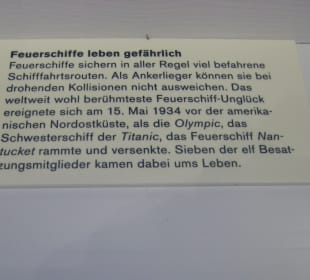 Feuerschiffe leben gefährlich
Feuerschiffe sichern in aller Regel viel befahrene
Schifffahrtsrouten. Als Ankerlieger können sie bei
drohenden Kollisionen nicht ausweichen. Das
weltweit wohl berühmteste Feuerschiff-Unglück
ereignete sich am 15. Mai 1934 vor der amerika-
nischen Nordostküste, als die Olympic, das
Schwesterschiff der Titanic, das Feuerschiff Nan-
tucket rammte und versenkte. Sieben der elf Besat-
zungsmitglieder kamen dabei ums Leben.